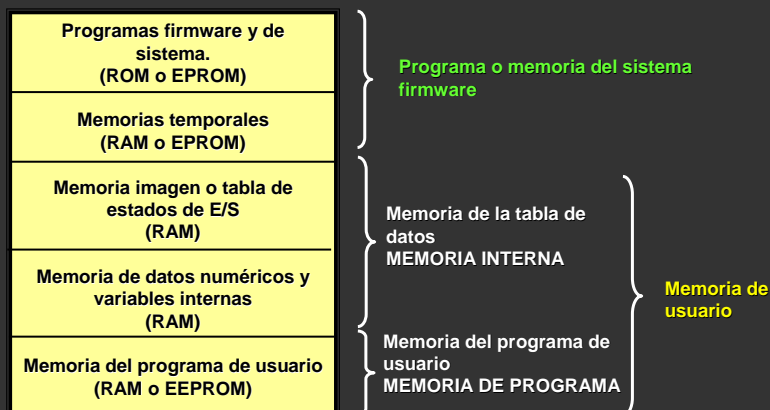 Programas firmware y de
sistema.
(ROM o EPROM)
Programa o memoria del sistema
firmware
Memorias temporales
(RAM o EPROM)
Memoria imagen o tabla de
estados de E/S
(RAM)
Memoria de la tabla de
datos
MEMORIA INTERNA
Memoria de datos numéricos y
variables internas
(RAM)
Memoria de
usuario
Memoria del programa de usuario
(RAM o EEPROM)
Memoria del programa de
usuario
MEMORIA DE PROGRAMA